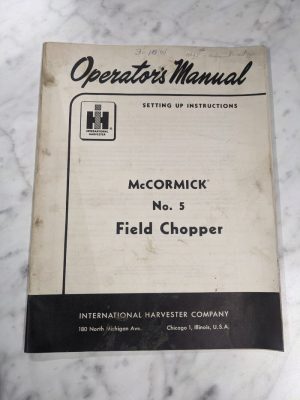 Operator's Manual
SETTING UP INSTRUCTIONS
IH
INTERNATIONAL
HARVESTER
McCORMICK®
No. 5
Field Chopper
INTERNATIONAL HARVESTER COMPANY
180 North Michigan Ave. Chicago 1, Illinois, U.S.A.